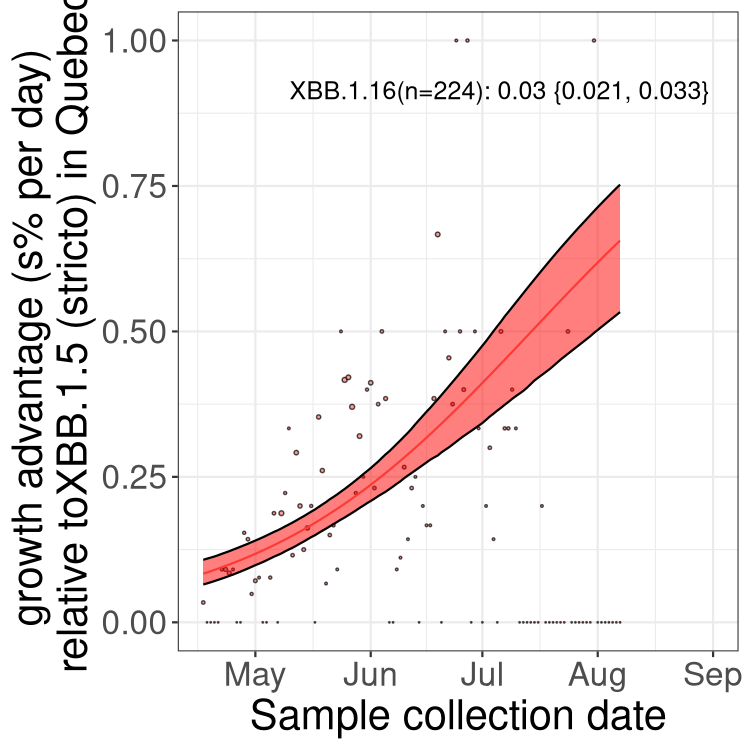 growth advantage (s% per day)
relative toXBB.1.5 (stricto) in Quebec
1.00
0.75
0.50
0.25
0.00
XBB.1.16(n=224): 0.03 {0.021, 0.033}
May Jun Jul Aug Sep
Sample collection date